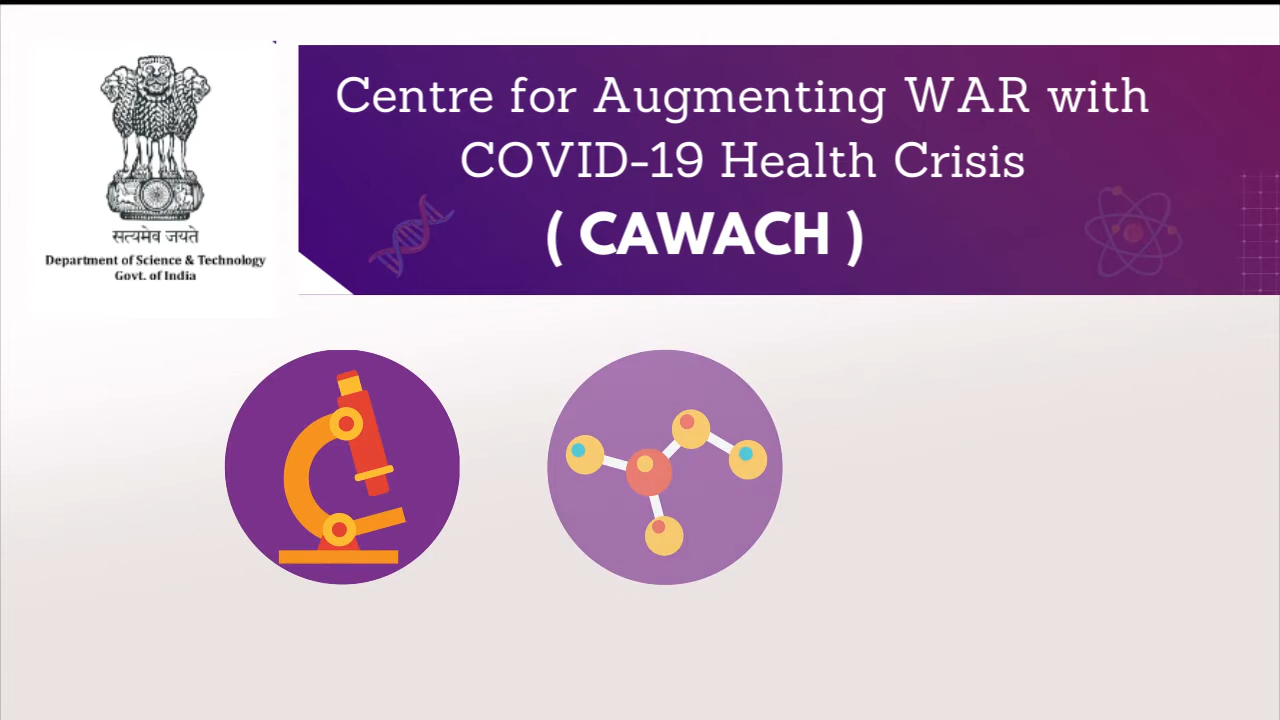 सत्यमेव जयते
Department of Science & Technology
Govt. of India
Centre for Augmenting WAR with
COVID-19 Health Crisis
( CAWACH )